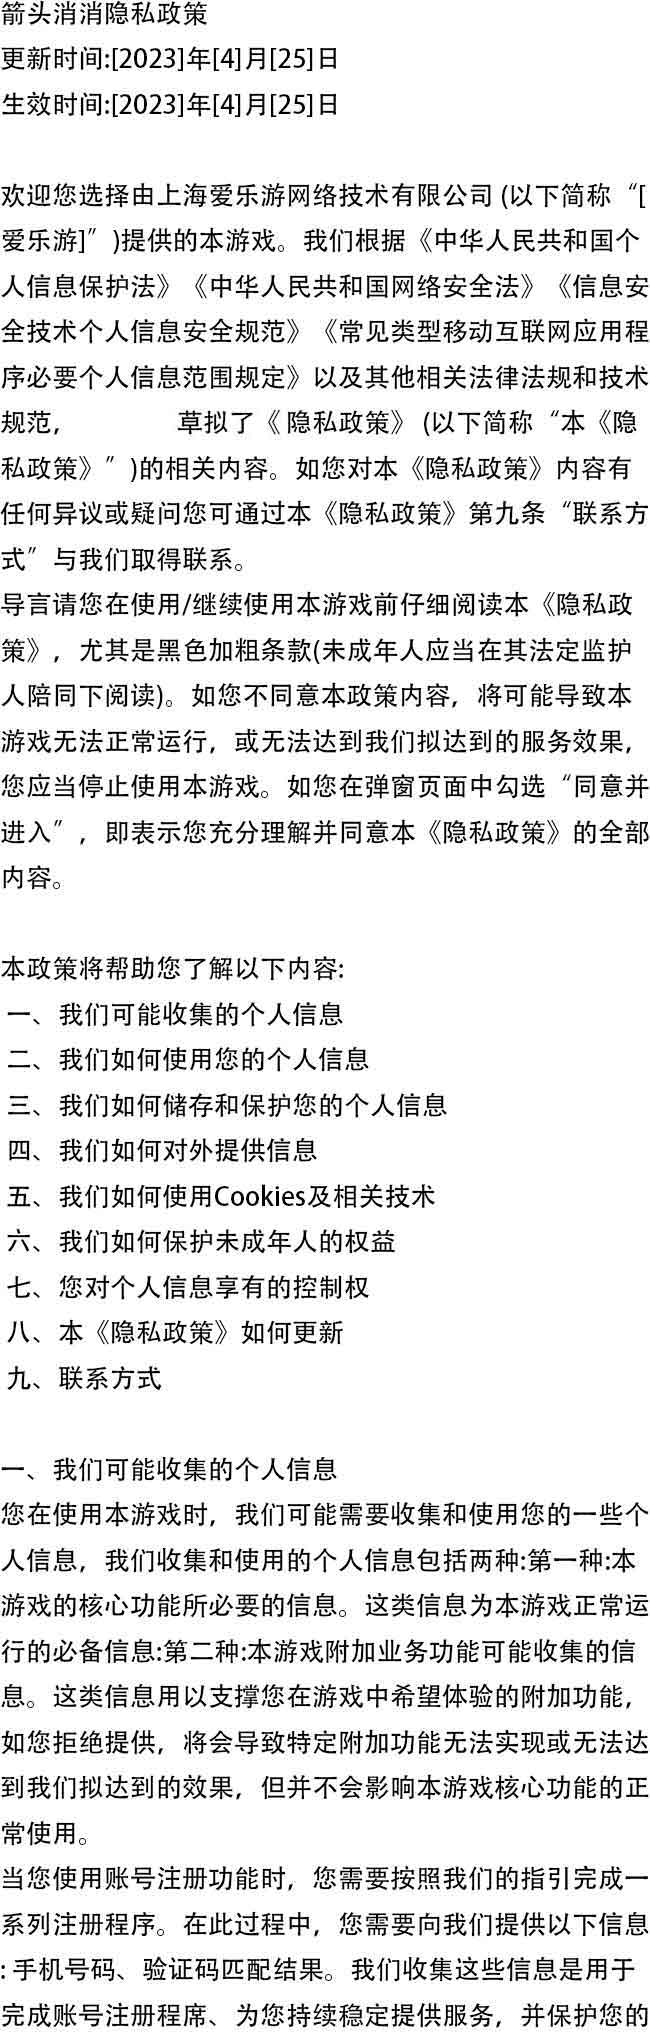 箭头消消隐私政策
更新时间:[2023]年[4]月[25]日
生效时间:[2023]年[4]月[25]日
欢迎您选择由上海爱乐游网络技术有限公司 (以下简称“[
爱乐游]”)提供的本游戏。我们根据《中华人民共和国个
人信息保护法》《中华人民共和国网络安全法》《信息安
全技术个人信息安全规范》《常见类型移动互联网应用程
序必要个人信息范围规定》以及其他相关法律法规和技术
规范, 草拟了《 隐私政策》 (以下简称“本《隐
私政策》”)的相关内容。如您对本《隐私政策》内容有
任何异议或疑问您可通过本《隐私政策》第九条“联系方
式”与我们取得联系。
导言请您在使用/继续使用本游戏前仔细阅读本《隐私政
策》，尤其是黑色加粗条款(未成年人应当在其法定监护
人陪同下阅读)。如您不同意本政策内容，将可能导致本
游戏无法正常运行，或无法达到我们拟达到的服务效果，
您应当停止使用本游戏。如您在弹窗页面中勾选“同意并
进入”，即表示您充分理解并同意本《隐私政策》的全部
内容。
本政策将帮助您了解以下内容:
一、我们可能收集的个人信息
二、我们如何使用您的个人信息
三、我们如何储存和保护您的个人信息
四、我们如何对外提供信息
五、我们如何使用Cookies及相关技术
六、我们如何保护未成年人的权益
七、您对个人信息享有的控制权
八、本《隐私政策》如何更新
九、联系方式
一、我们可能收集的个人信息
您在使用本游戏时，我们可能需要收集和使用您的一些个
人信息，我们收集和使用的个人信息包括两种:第一种:本
游戏的核心功能所必要的信息。这类信息为本游戏正常运
行的必备信息:第二种:本游戏附加业务功能可能收集的信
息。这类信息用以支撑您在游戏中希望体验的附加功能，
如您拒绝提供，将会导致特定附加功能无法实现或无法达
到我们拟达到的效果，但并不会影响本游戏核心功能的正
常使用。
当您使用账号注册功能时，您需要按照我们的指引完成一
系列注册程序。在此过程中，您需要向我们提供以下信息
: 手机号码、验证码匹配结果。我们收集这些信息是用于
完成账号注册程席、为您持续稳定提供服务，并保护您的